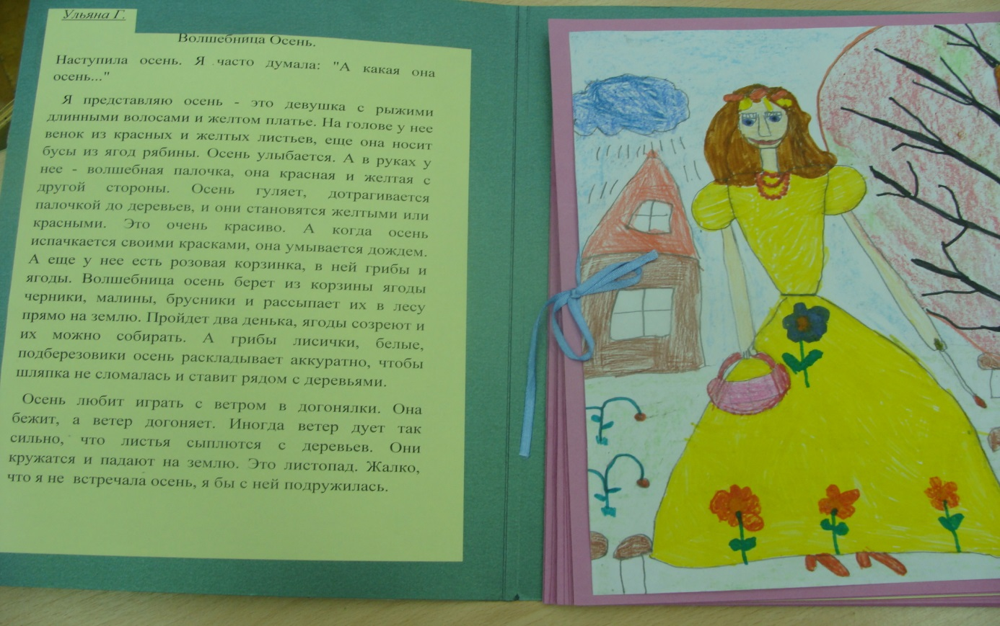 Ульяна Г.
Волшебница Осень.
Наступила осень. Я часто думала: "А какая она
осень..."
Я представляю осень - это девушка с рыжими
длинными волосами и желтом платье. На голове у нее
венок из красных и желтых листьев, еще она носит
бусы из ягод рябины. Осень улыбается. А в руках у
нее - волшебная палочка, она красная и желтая с
другой стороны. Осень гуляет, дотрагивается
палочкой до деревьев, и они становятся желтыми или
красными. Это очень красиво. А когда осень
испачкается своими красками, она умывается дождем.
А еще у нее есть розовая корзинка, в ней грибы и
ягоды. Волшебница осень берет из корзины ягоды
черники, малины, брусники и рассыпает их в лесу
прямо на землю. Пройдет два денька, ягоды созреют и
их можно собирать. А грибы лисички, белые,
подберезовики осень раскладывает аккуратно, чтобы
шляпка не сломалась и ставит рядом с деревьями.
Осень любит играть с ветром в догонялки. Она
бежит, а ветер догоняет. Иногда ветер дует так
сильно, что листья сыплются с деревьев. Они
кружатся и падают на землю. Это листопад. Жалко,
что я не встречала осень, я бы с ней подружилась.